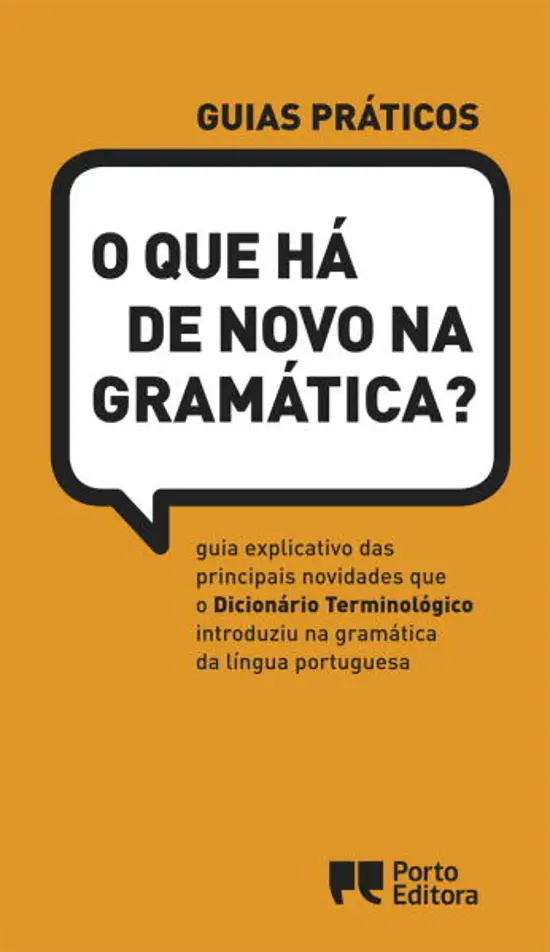 GUIAS PRÁTICOS
O QUE HÁ
DE NOVO NA
GRAMÁTICA?
guia explicativo das
principais novidades que
o Dicionário Terminológico
introduziu na gramática
da língua portuguesa
Porto
Editora